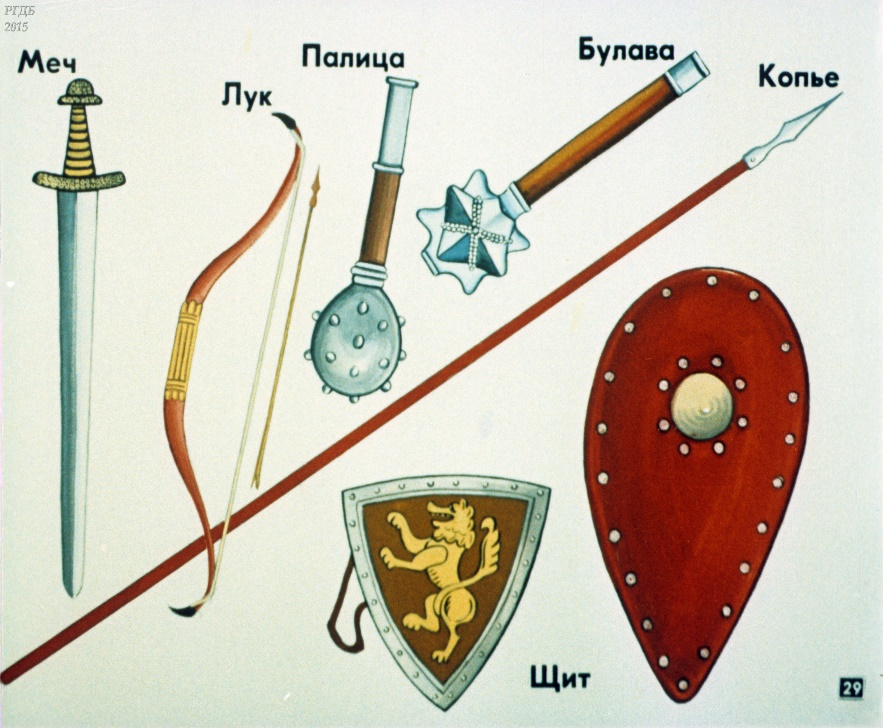 РГДБ
2015
Меч
Лук
Палица
Булава
Копье
Щит
29